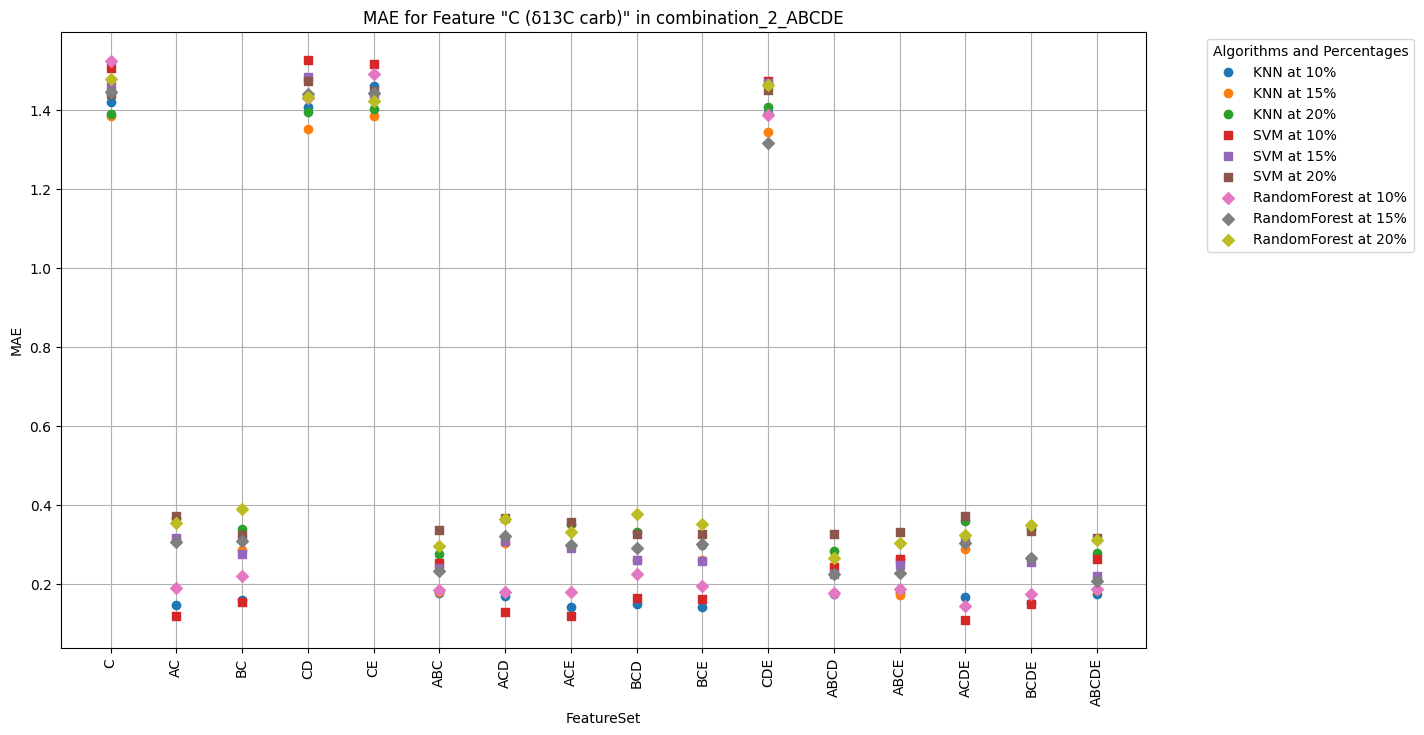 MAE for Feature "C (δ13C carb)" in combination_2_ABCDE
MAE
1.4
1.2
1.0
0.8
0.6
0.4
0.2
C
AC
BC
CD
CE
ABC
ACD
ACE
BCD
BCE
CDE
ABCD
ABCE
ACDE
BCDE
ABCDE
FeatureSet
Algorithms and Percentages
KNN at 10%
KNN at 15%
KNN at 20%
SVM at 10%
SVM at 15%
SVM at 20%
RandomForest at 10%
RandomForest at 15%
RandomForest at 20%